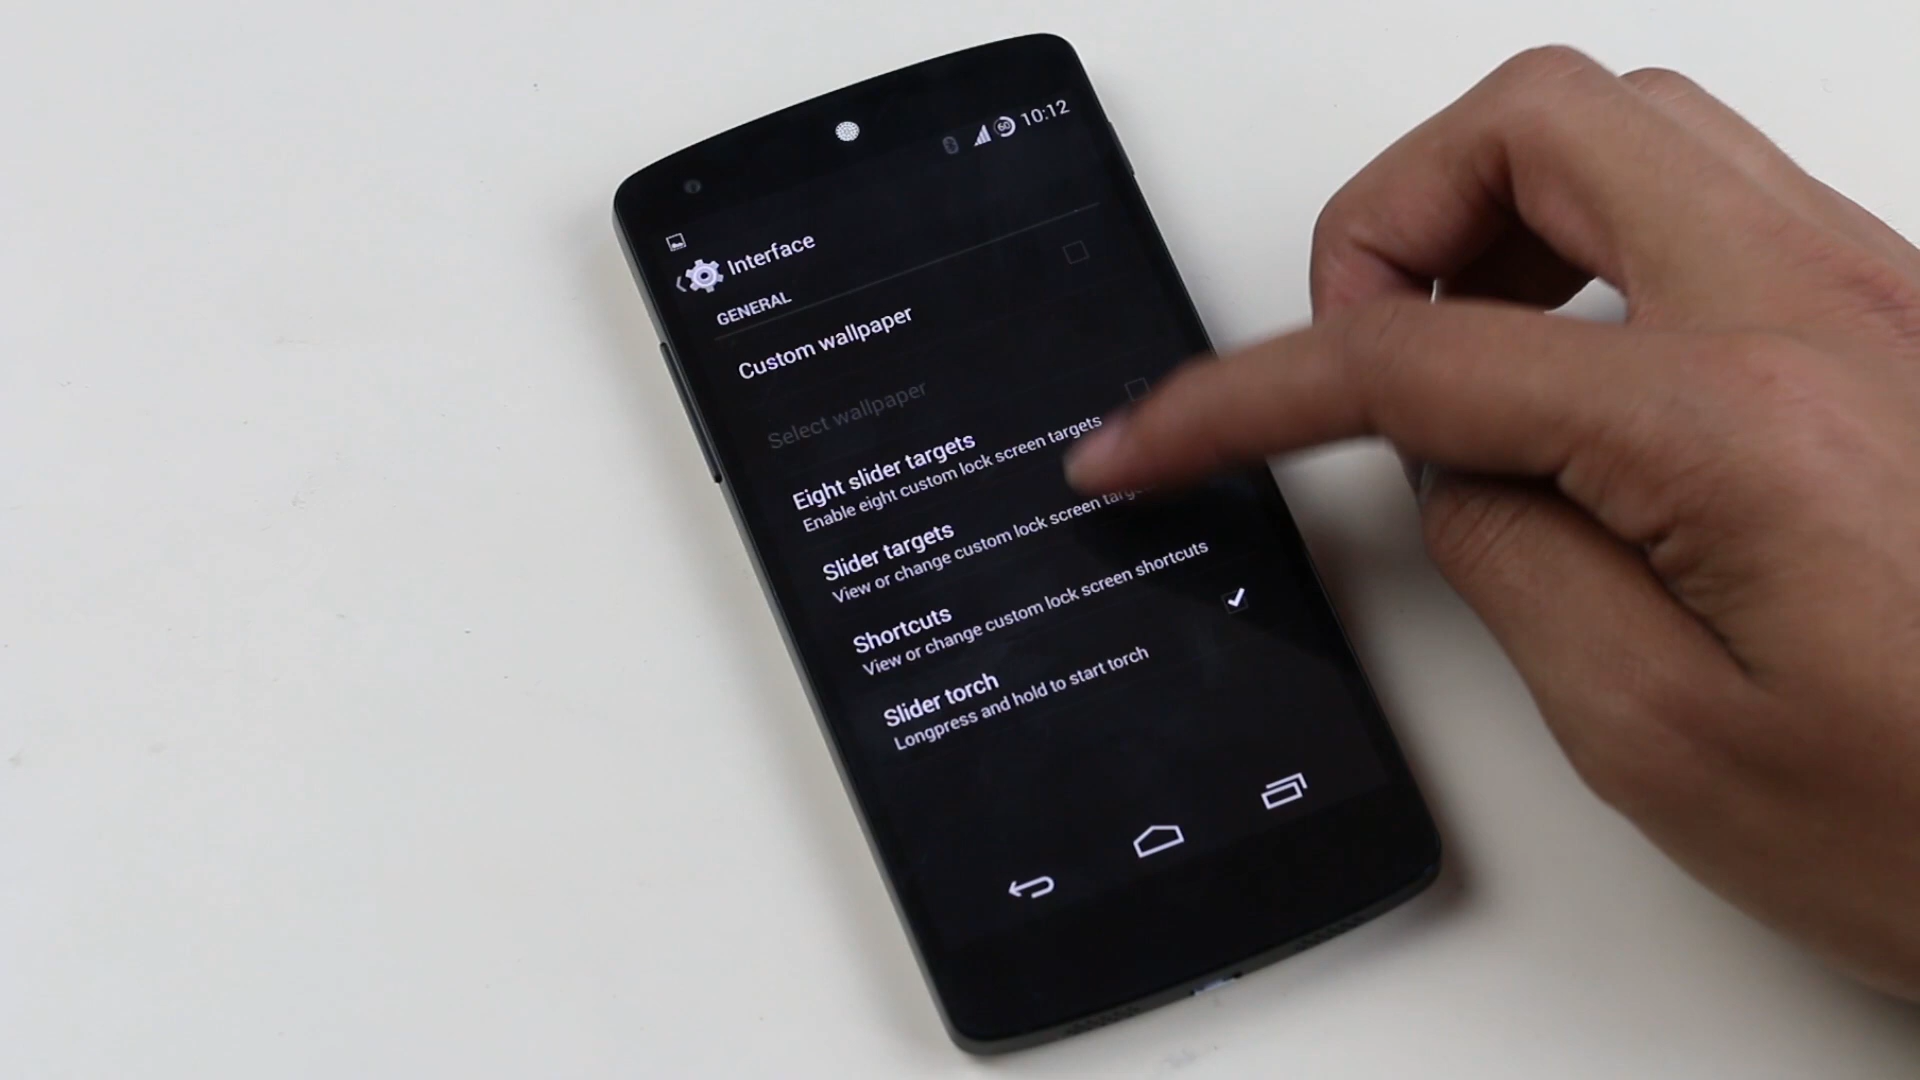 60 10:12
Interface
GENERAL
Custom wallpaper
Select wallpaper
Eight slider targets
Enable eight custom lock screen targets
Slider targets
View or change custom lock screen
Shortcuts
View or change custom lock screen shortcuts
Slider torch
Longpress and hold to start torch